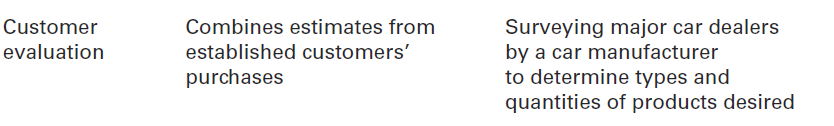 Customer
evaluation
Combines estimates from
established customers’
purchases
Surveying major car dealers
by a car manufacturer
to determine types and
quantities of products desired